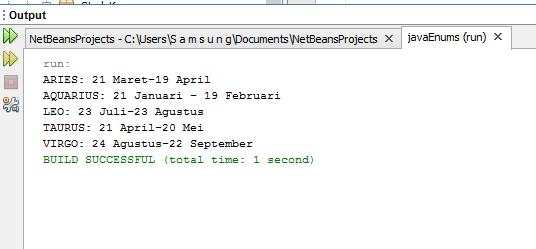 Output
NetBeansProjects - C:\Users\S a m s u n g\Documents\NetBeansProjects
javaEnums (run)
run:
ARIES: 21 Maret-19 April
AQUARIUS: 21 Januari - 19 Februari
LEO: 23 Juli-23 Agustus
TAURUS: 21 April-20 Mei
VIRGO: 24 Agustus-22 September
BUILD SUCCESSFUL (total time: 1 second)